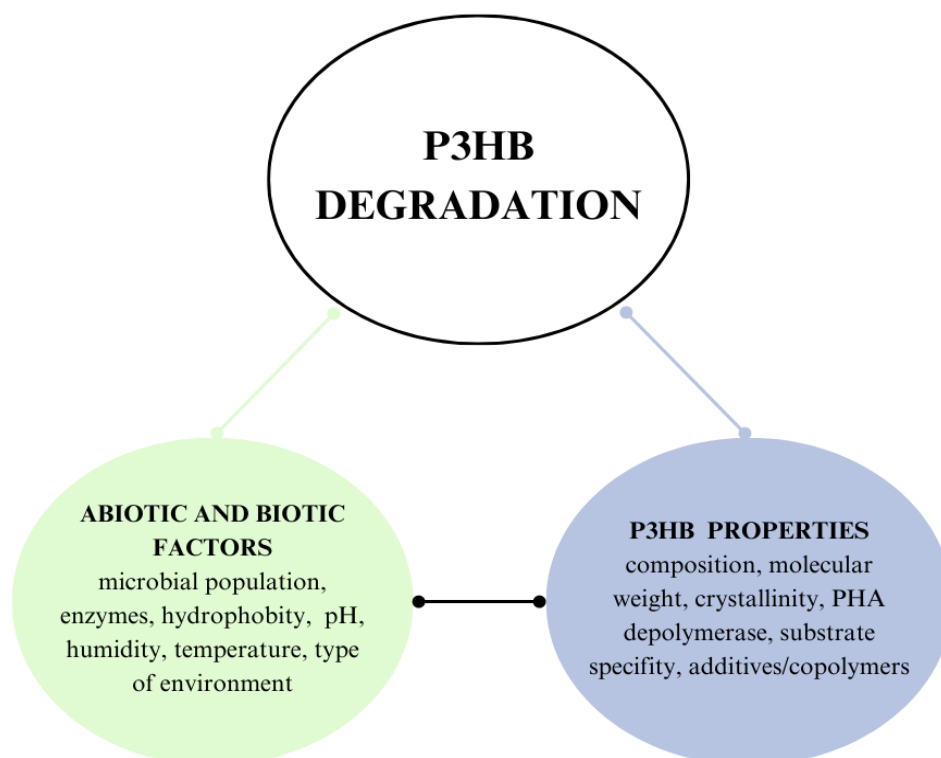 P3HB
DEGRADATION
ABIOTIC AND BIOTIC
FACTORS
microbial population,
enzymes, hydrophobity, pH,
humidity, temperature, type
of environment
P3HB PROPERTIES
composition, molecular
weight, crystallinity, PHA
depolymerase, substrate
specifity, additives/copolymers